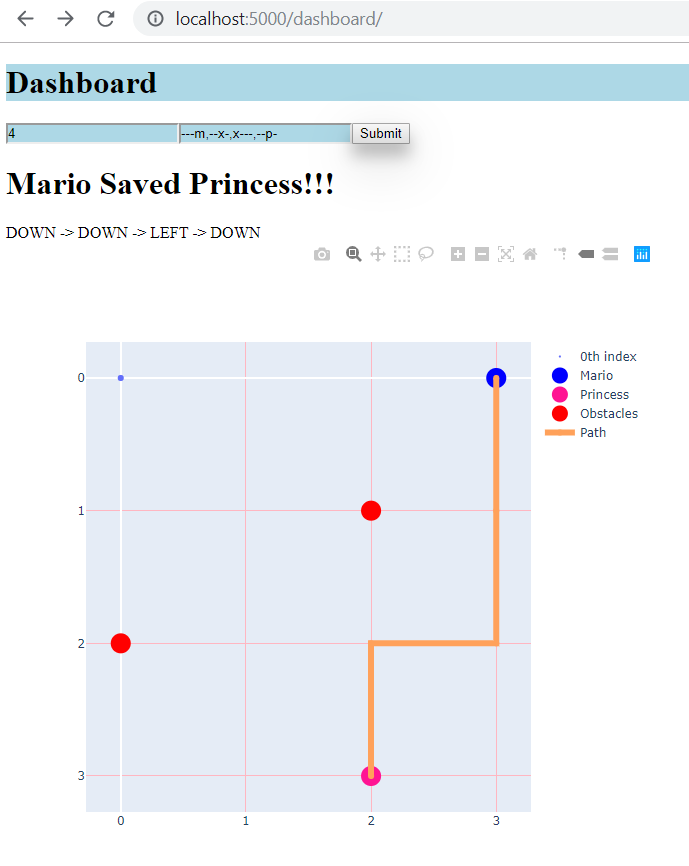 localhost:5000/dashboard/
Dashboard
4 ---m,--x-,x---,--p- Submit
Mario Saved Princess!!!
DOWN -> DOWN -> LEFT -> DOWN
0th index
Mario
Princess
Obstacles
Path
0
1
2
3
0 1 2 3